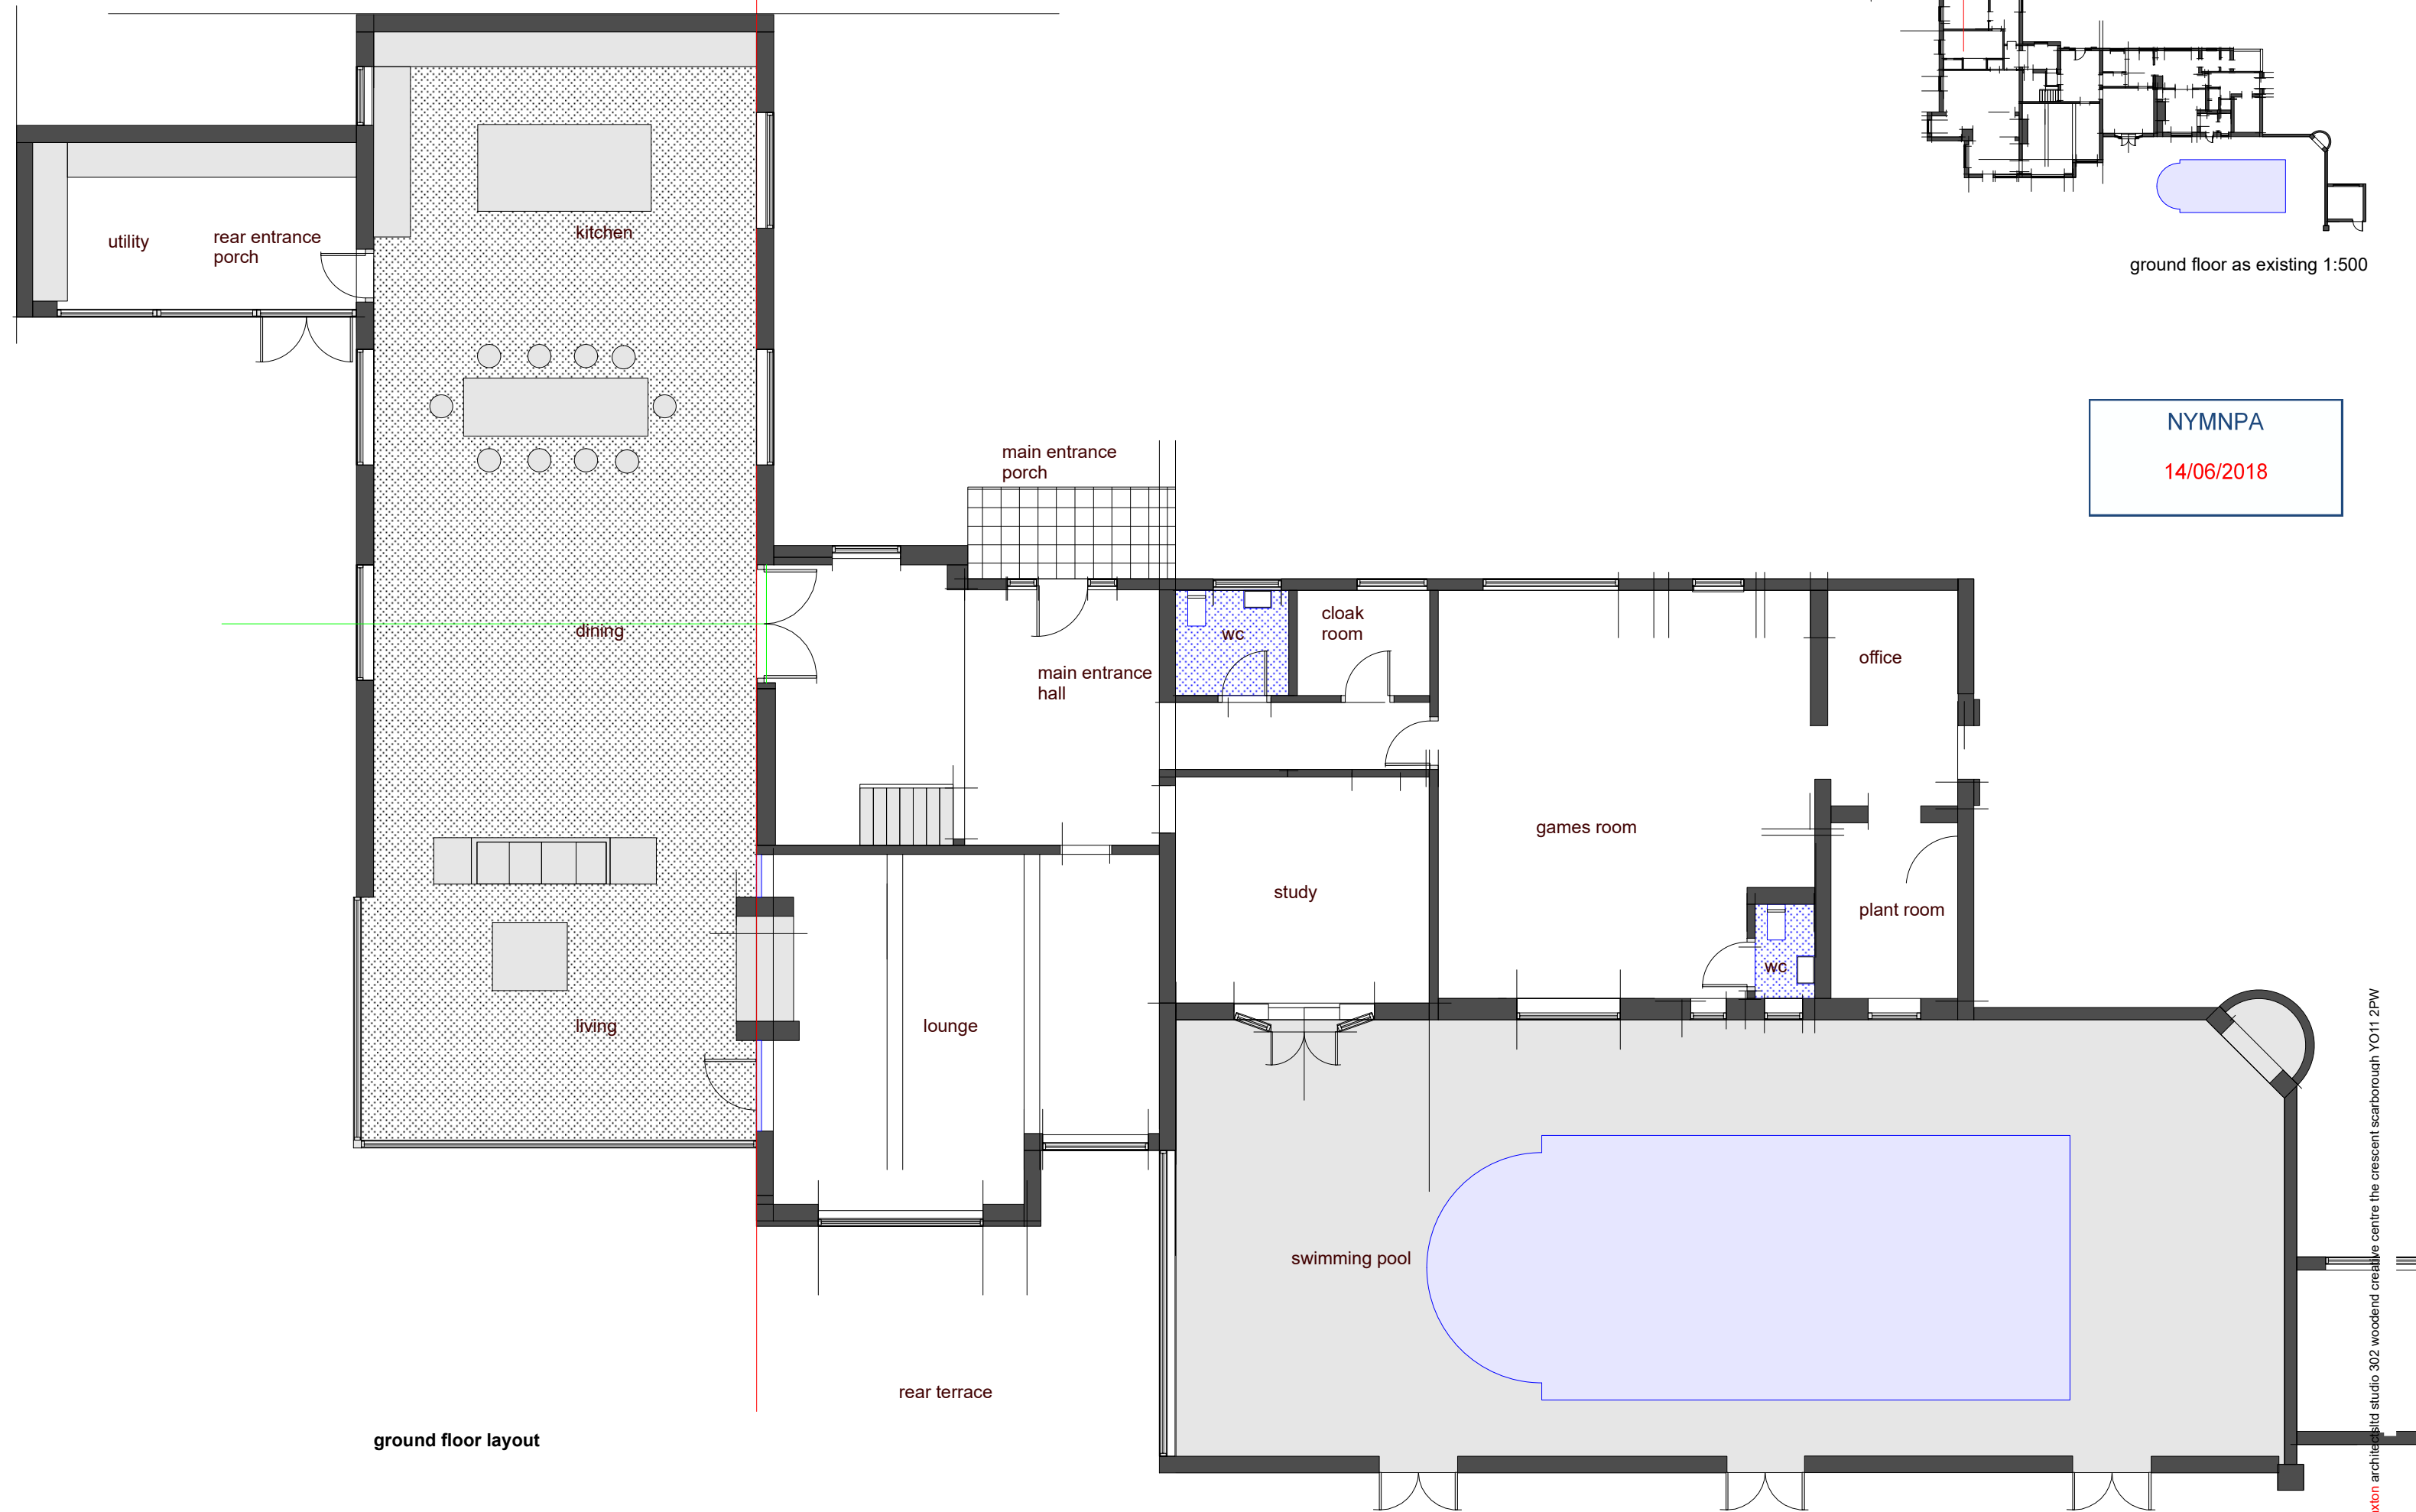 ground floor as existing 1:500
utility
rear entrance
porch
kitchen
NYMNPA
14/06/2018
main entrance
porch
dining
wc
cloak
room
main entrance
hall
office
games room
study
plant room
wc
living
lounge
swimming pool
rear terrace
ground floor layout
architectsltd studio 302 woodend creative centre the crescent scarborough YO11 2PW